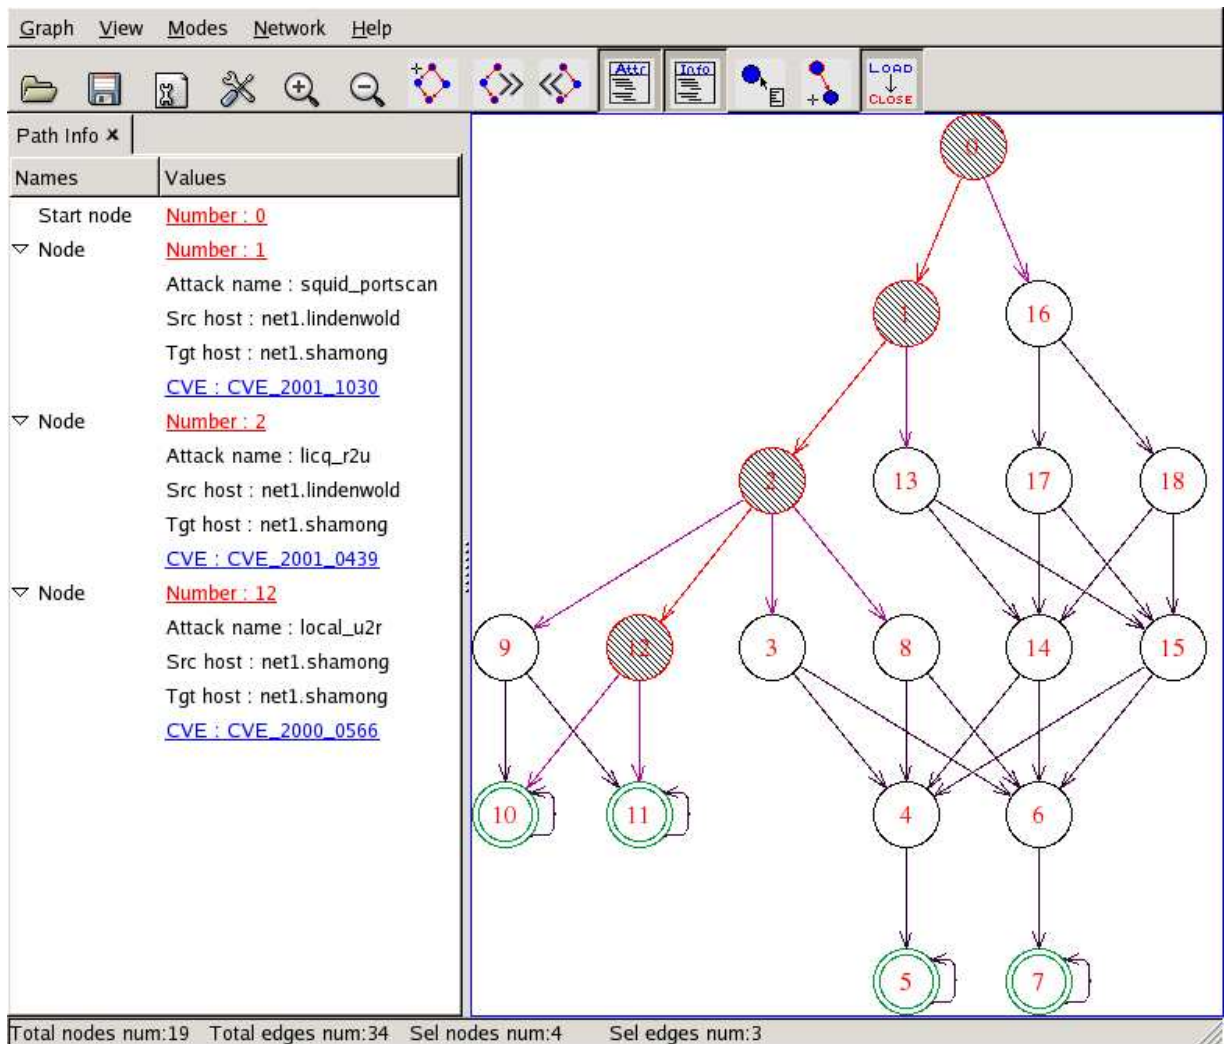 Graph View Modes Network Help
Attr Info LOAD CLOSE
Path Info ×
Names Values
Start node Number : 0
Node Number : 1
Attack name : squid_portscan
Src host : net1.lindenwold
Tgt host : net1.shamong
CVE : CVE_2001_1030
Node Number : 2
Attack name : licq_r2u
Src host : net1.lindenwold
Tgt host : net1.shamong
CVE : CVE_2001_0439
Node Number : 12
Attack name : local_u2r
Src host : net1.shamong
Tgt host : net1.shamong
CVE : CVE_2000_0566
0
1 16
2 13 17 18
9 12 3 8 14 15
10 11 4 6
5 7
Total nodes num:19 Total edges num:34 Sel nodes num:4 Sel edges num:3